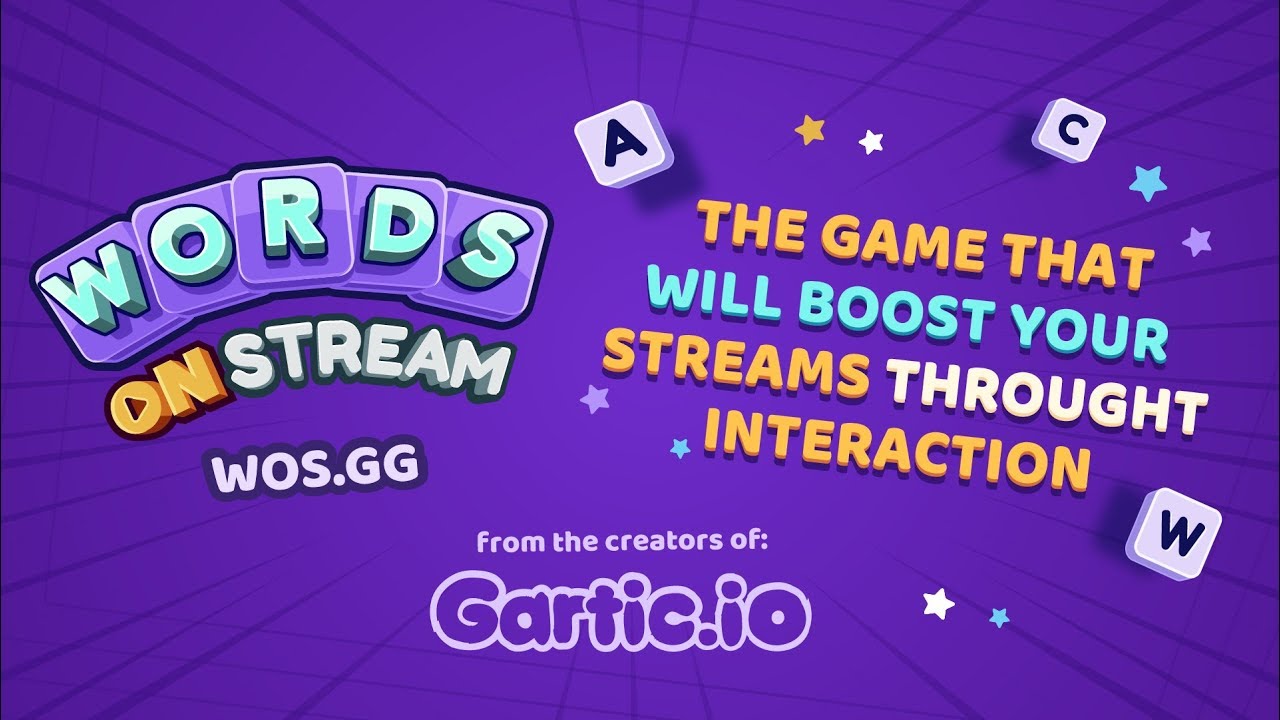 WORDS
ON STREAM
WOS.GG
A
C
THE GAME THAT
WILL BOOST YOUR
STREAMS THROUGHT
INTERACTION
W
from the creators of:
Gartic.io